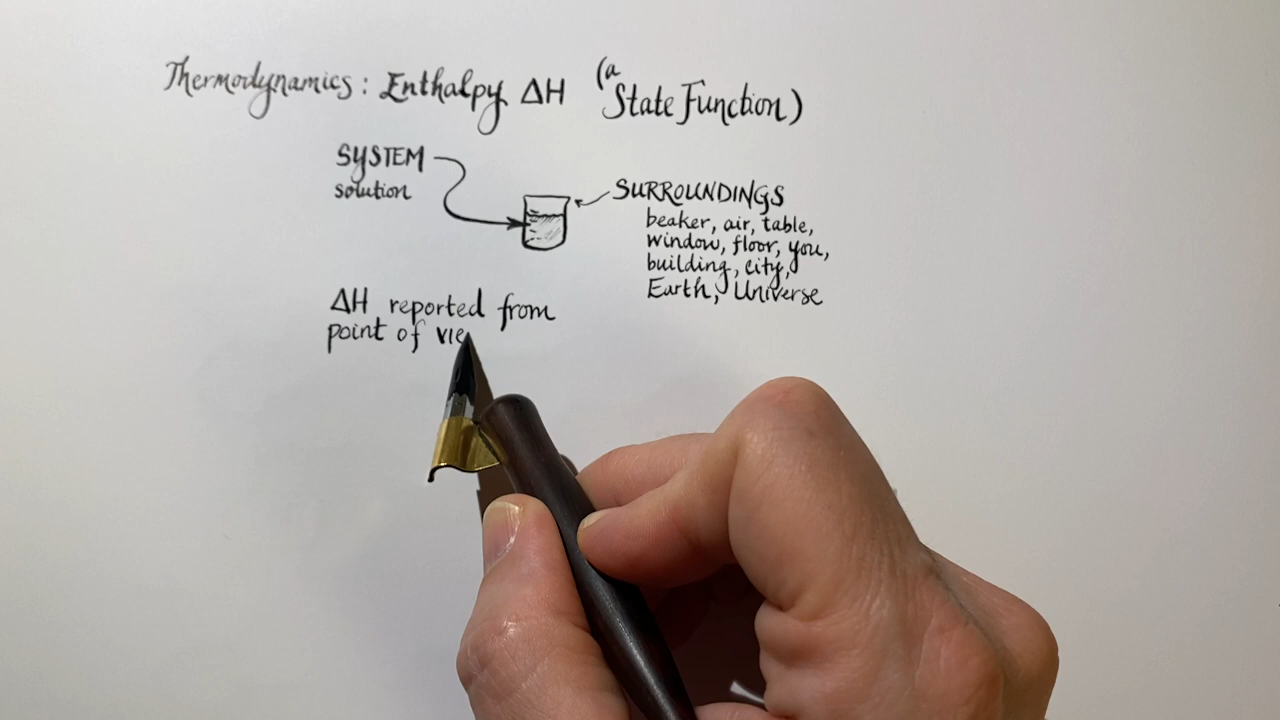 Thermodynamics: Enthalpy ΔH (a State Function)
SYSTEM
solution
SURROUNDINGS
beaker, air, table,
window, floor, you,
building, city,
Earth, Universe
ΔH reported from
point of vie